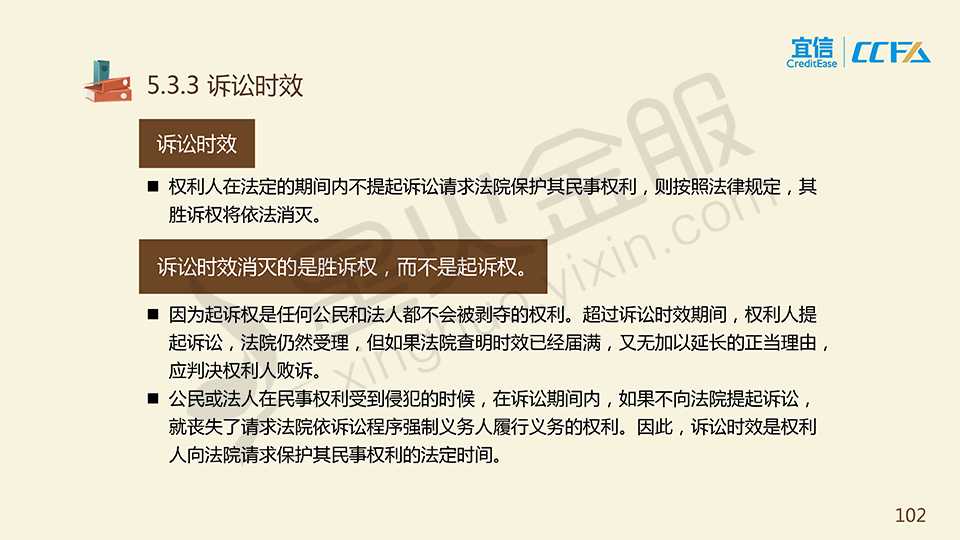 宜信
CreditEase
CCFA
5.3.3 诉讼时效
诉讼时效
■ 权利人在法定的期间内不提起诉讼请求法院保护其民事权利，则按照法律规定，其
胜诉权将依法消灭。
诉讼时效消灭的是胜诉权，而不是起诉权。
■ 因为起诉权是任何公民和法人都不会被剥夺的权利。超过诉讼时效期间，权利人提
起诉讼，法院仍然受理，但如果法院查明时效已经届满，又无加以延长的正当理由，
应判决权利人败诉。
■ 公民或法人在民事权利受到侵犯的时候，在诉讼期间内，如果不向法院提起诉讼，
就丧失了请求法院依诉讼程序强制义务人履行义务的权利。因此，诉讼时效是权利
人向法院请求保护其民事权利的法定时间。
星火金服
xinghuo.yixin.com
102